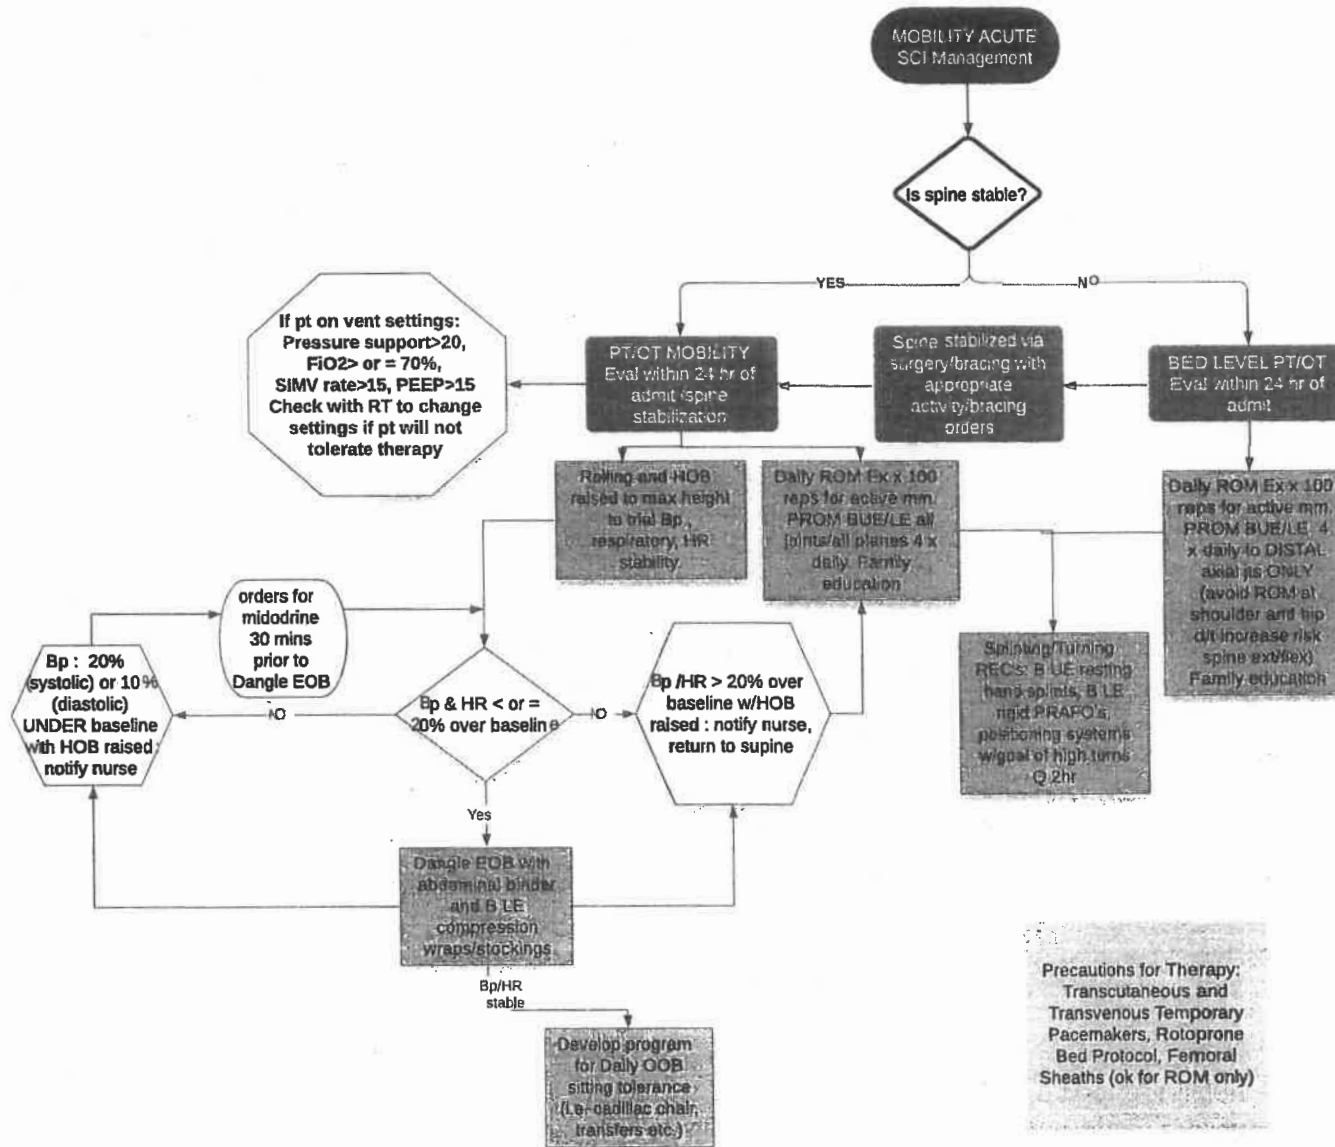 MOBILITY ACUTE
SCI Management
Is spine stable?
YES
NO
If pt on vent settings:
Pressure support>20,
FiO2> or = 70%,
SIMV rate>15, PEEP>15
Check with RT to change
settings if pt will not
tolerate therapy
PT/OT MOBILITY
Eval within 24 hr of
admit /spine
stabilization
Spine stabilized via
surgery/bracing with
appropriate
activity/bracing
orders
BED LEVEL PT/OT
Eval within 24 hr of
admit
Rolling and HOB
raised to max height
to trial Bp,
respiratory, HR
stability.
Daily ROM Ex x 100
reps for active mm.
PROM BUE/LE all
joints/all planes 4 x
daily. Family
education
Daily ROM Ex x 100
reps for active mm.
PROM BUE/LE, 4
x daily to DISTAL
axial jts ONLY
(avoid ROM at
shoulder and hip
d/t increase risk
spine ext/flex)
Family education
orders for
midodrine
30 mins
prior to
Dangle EOB
Bp : 20%
(systolic) or 10%
(diastolic)
UNDER baseline
with HOB raised :
notify nurse
NO
Bp & HR < or =
20% over baseline
NO
Bp /HR > 20% over
baseline w/HOB
raised : notify nurse,
return to supine
Splinting/Turning
REC's: B UE resting
hand splints, B LE
rigid PRAFO's,
positioning systems
w/goal of high turns
Q 2hr
Yes
Dangle EOB with
abdominal binder
and B LE
compression
wraps/stockings
Bp/HR
stable
Develop program
for Daily OOB
sitting tolerance
(i.e. cadillac chair,
transfers etc.)
Precautions for Therapy:
Transcutaneous and
Transvenous Temporary
Pacemakers, Rotoprone
Bed Protocol, Femoral
Sheaths (ok for ROM only)